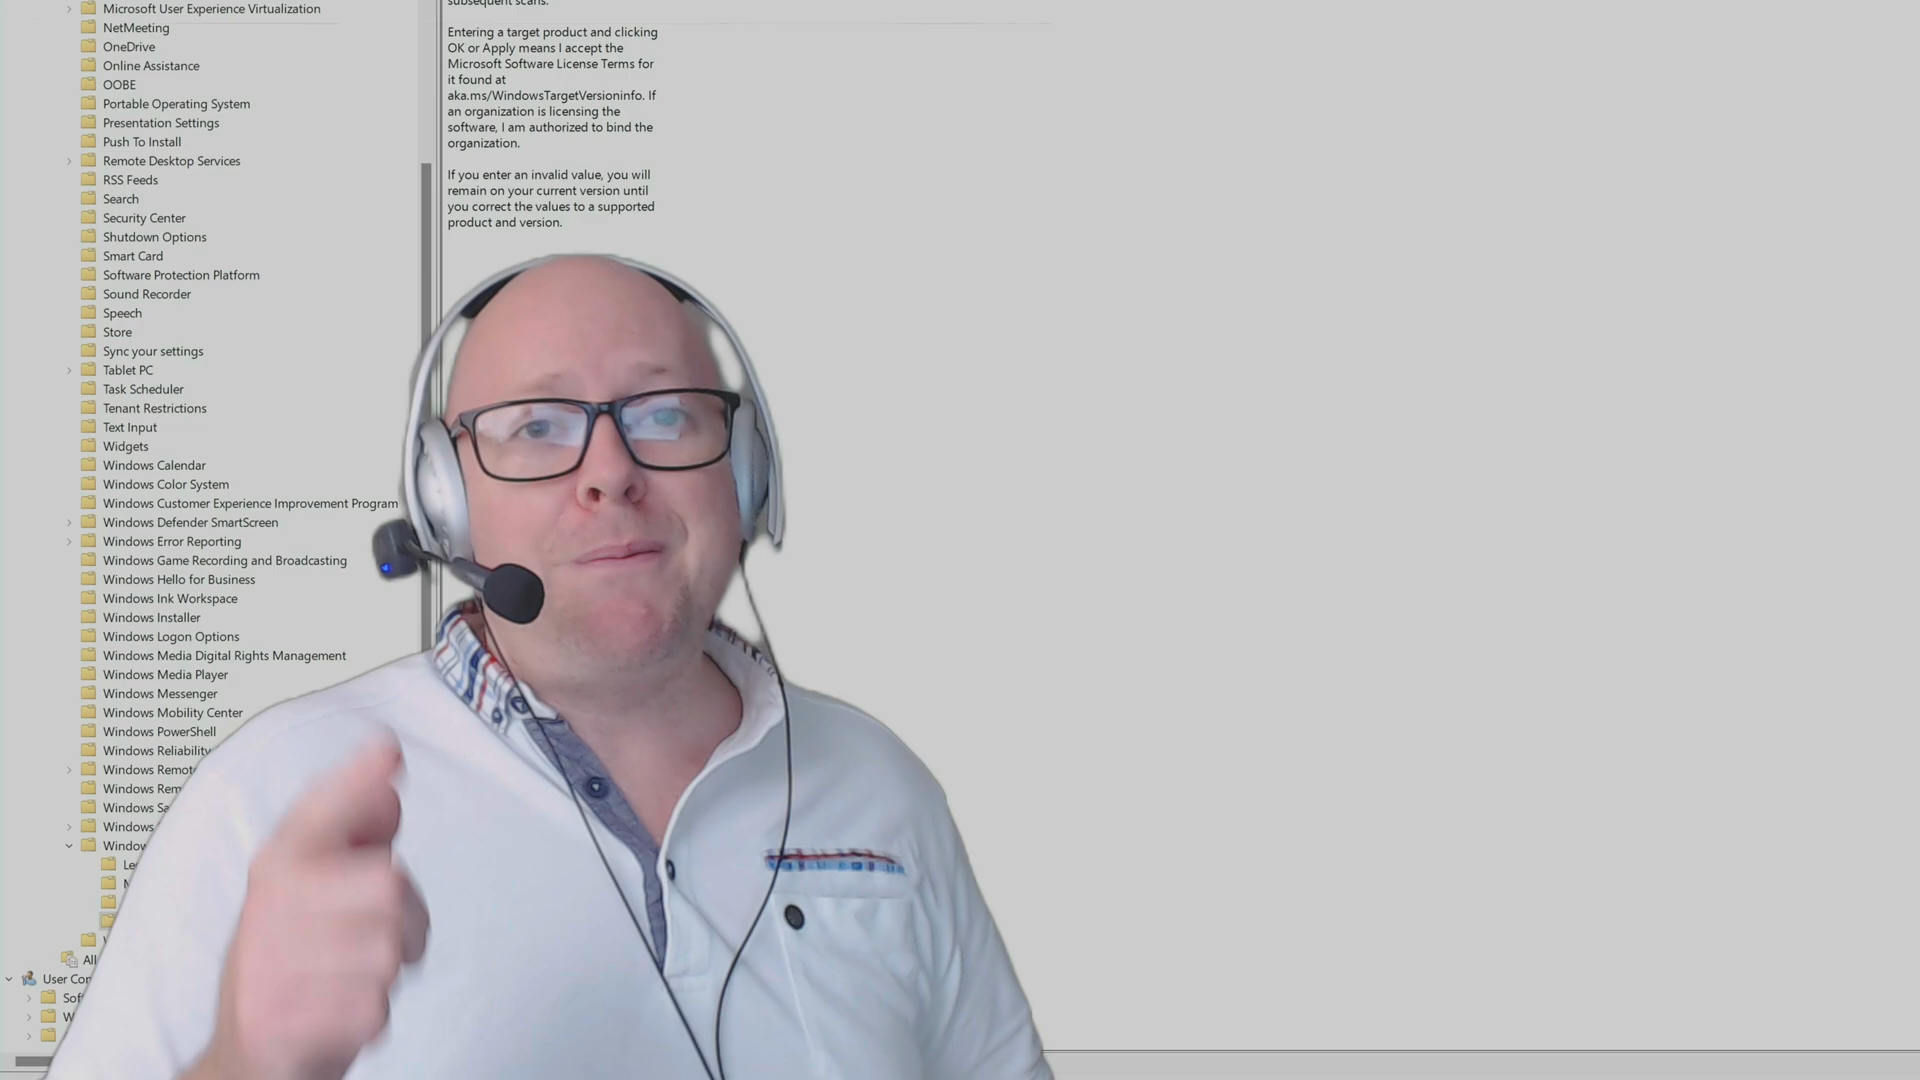 Microsoft User Experience Virtualization
NetMeeting
OneDrive
Online Assistance
OOBE
Portable Operating System
Presentation Settings
Push To Install
Remote Desktop Services
RSS Feeds
Search
Security Center
Shutdown Options
Smart Card
Software Protection Platform
Sound Recorder
Speech
Store
Sync your settings
Tablet PC
Task Scheduler
Tenant Restrictions
Text Input
Widgets
Windows Calendar
Windows Color System
Windows Customer Experience Improvement Program
Windows Defender SmartScreen
Windows Error Reporting
Windows Game Recording and Broadcasting
Windows Hello for Business
Windows Ink Workspace
Windows Installer
Windows Logon Options
Windows Media Digital Rights Management
Windows Media Player
Windows Messenger
Windows Mobility Center
Windows PowerShell
Windows Reliability
Windows
Windows
Windows
Windows
All
User
subsequent scans.
Entering a target product and clicking
OK or Apply means I accept the
Microsoft Software License Terms for
it found at
aka.ms/WindowsTargetVersioninfo. If
an organization is licensing the
software, I am authorized to bind the
organization.
If you enter an invalid value, you will
remain on your current version until
you correct the values to a supported
product and version.